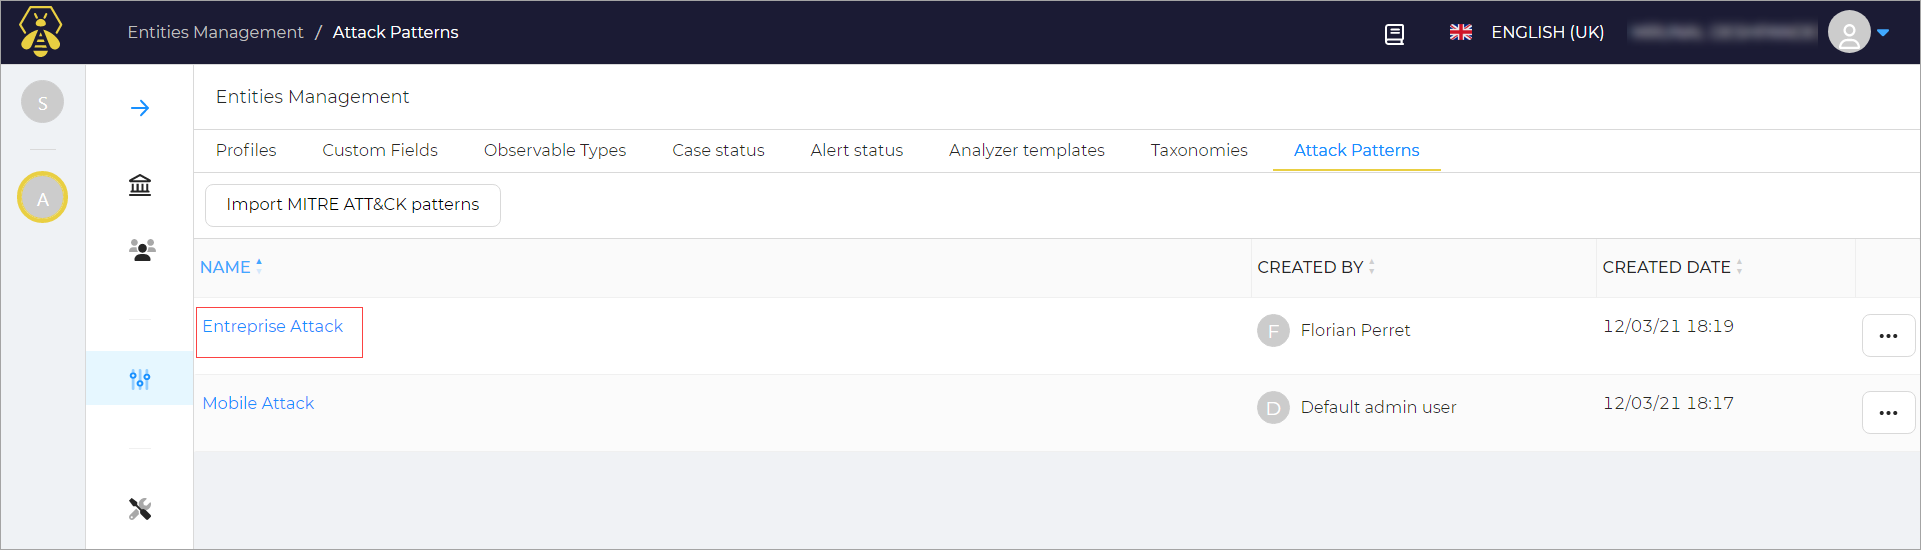 Entities Management / Attack Patterns
ENGLISH (UK)
S
Entities Management
Profiles Custom Fields Observable Types Case status Alert status Analyzer templates Taxonomies Attack Patterns
A
Import MITRE ATT&CK patterns
NAME CREATED BY CREATED DATE
Entreprise Attack F Florian Perret 12/03/21 18:19
Mobile Attack D Default admin user 12/03/21 18:17